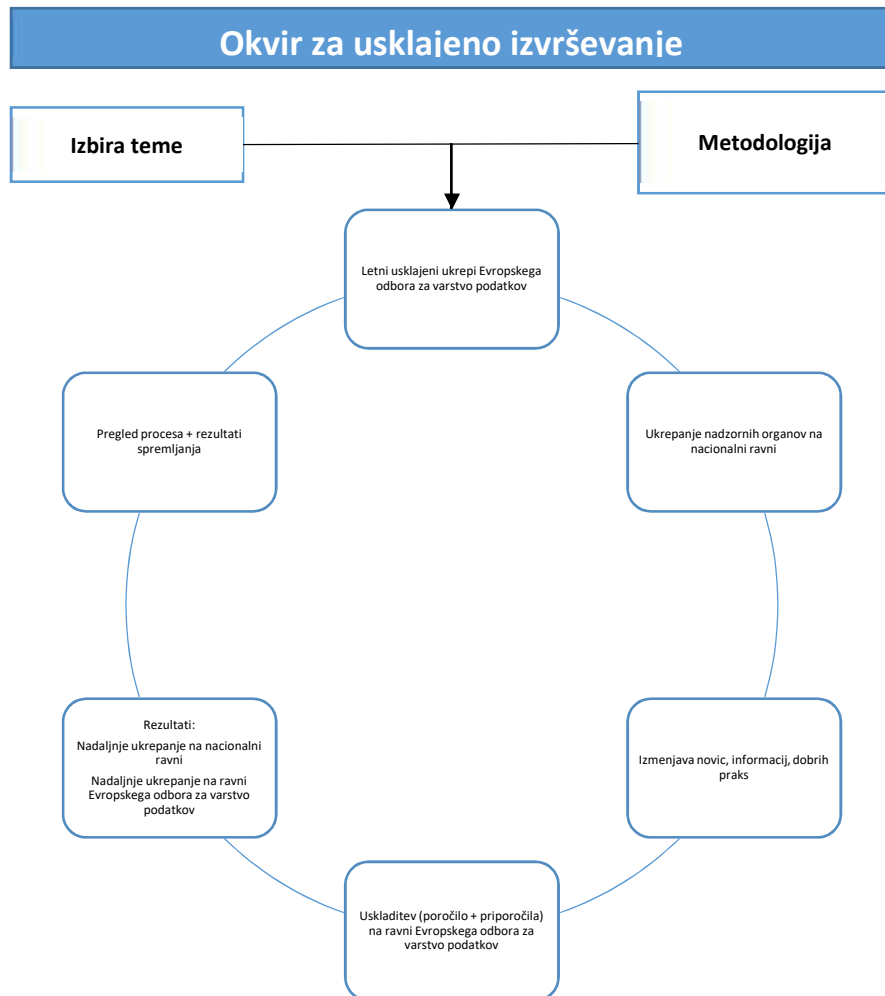 Okvir za usklajeno izvrševanje
Izbira teme
Metodologija
Letni usklajeni ukrepi Evropskega
odbora za varstvo podatkov
Pregled procesa + rezultati
spremljanja
Ukrepanje nadzornih organov na
nacionalni ravni
Rezultati:
Nadaljnje ukrepanje na nacionalni
ravni
Nadaljnje ukrepanje na ravni
Evropskega odbora za varstvo
podatkov
Izmenjava novic, informacij, dobrih
praks
Uskladitev (poročilo + priporočila)
na ravni Evropskega odbora za
varstvo podatkov